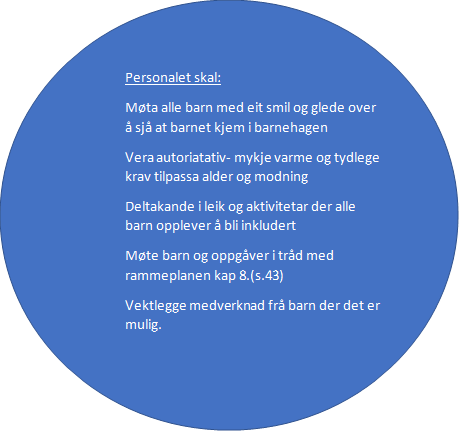 Personalet skal:
Møta alle barn med eit smil og glede over
å sjå at barnet kjem i barnehagen
Vera autoriatativ- mykje varme og tydlege
krav tilpassa alder og modning
Deltakande i leik og aktivitetar der alle
barn opplever å bli inkludert
Møte barn og oppgåver i tråd med
rammeplanen kap 8.(s.43)
Vektlegge medverknad frå barn der det er
mulig.